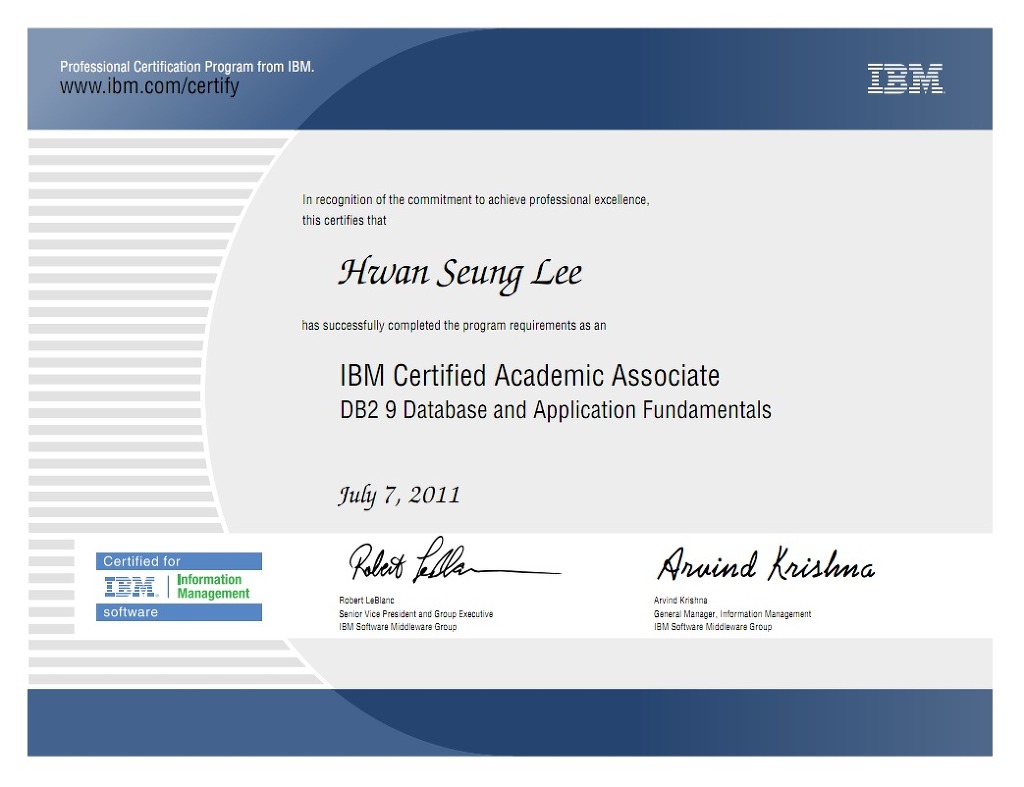 Professional Certification Program from IBM.
www.ibm.com/certify
IBM.
In recognition of the commitment to achieve professional excellence,
this certifies that
Hwan Seung Lee
has successfully completed the program requirements as an
IBM Certified Academic Associate
DB2 9 Database and Application Fundamentals
July 7, 2011
Certified for
IBM. | Information
Management
software
Robert LeBlanc
Robert LeBlanc
Senior Vice President and Group Executive
IBM Software Middleware Group
Arvind Krishna
Arvind Krishna
General Manager, Information Management
IBM Software Middleware Group